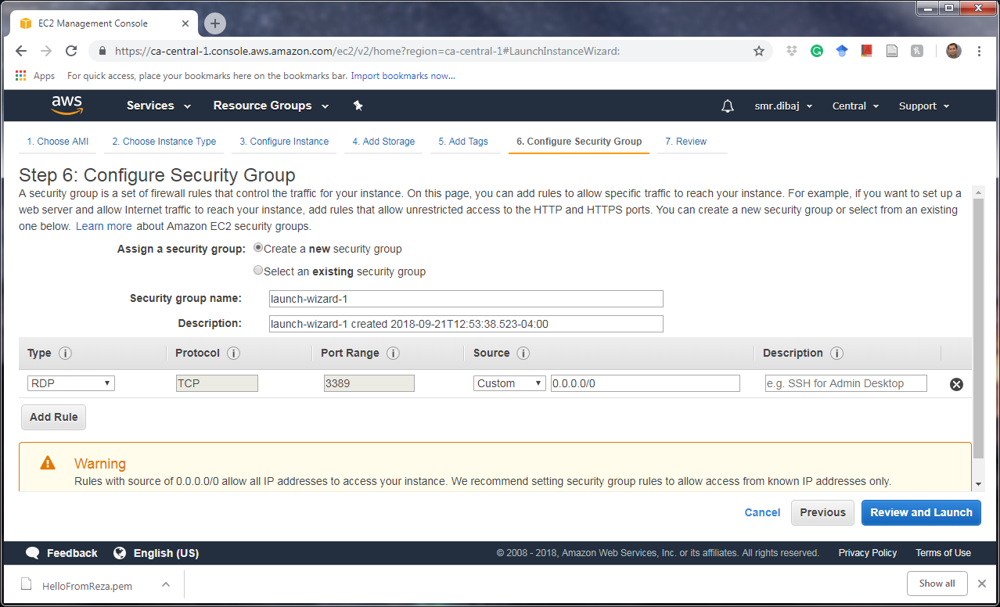 EC2 Management Console
https://ca-central-1.console.aws.amazon.com/ec2/v2/home?region=ca-central-1#LaunchInstanceWizard:
Apps For quick access, place your bookmarks here on the bookmarks bar. Import bookmarks now...
aws Services Resource Groups smr.dibaj Central Support
1. Choose AMI 2. Choose Instance Type 3. Configure Instance 4. Add Storage 5. Add Tags 6. Configure Security Group 7. Review
Step 6: Configure Security Group
A security group is a set of firewall rules that control the traffic for your instance. On this page, you can add rules to allow specific traffic to reach your instance. For example, if you want to set up a
web server and allow Internet traffic to reach your instance, add rules that allow unrestricted access to the HTTP and HTTPS ports. You can create a new security group or select from an existing
one below. Learn more about Amazon EC2 security groups.
Assign a security group: Create a new security group
Select an existing security group
Security group name: launch-wizard-1
Description: launch-wizard-1 created 2018-09-21T12:53:38.523-04:00
Type i Protocol i Port Range i Source i Description i
RDP TCP 3389 Custom 0.0.0.0/0 e.g. SSH for Admin Desktop
Add Rule
Warning
Rules with source of 0.0.0.0/0 allow all IP addresses to access your instance. We recommend setting security group rules to allow access from known IP addresses only.
Cancel Previous Review and Launch
Feedback English (US) © 2008 - 2018, Amazon Web Services, Inc. or its affiliates. All rights reserved. Privacy Policy Terms of Use
HelloFromReza.pem Show all